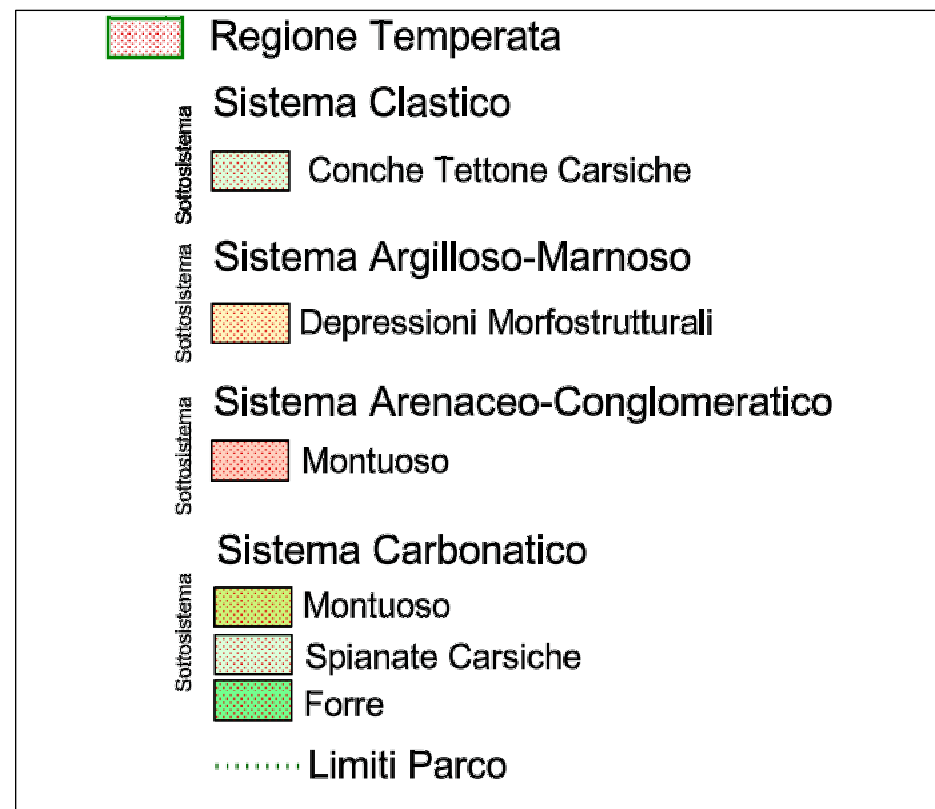 Regione Temperata
Sistema Clastico
Sottosistema
Conche Tettone Carsiche
Sistema Argilloso-Marnoso
Sottosistema
Depressioni Morfostrutturali
Sistema Arenaceo-Conglomeratico
Sottosistema
Montuoso
Sistema Carbonatico
Sottosistema
Montuoso
Spianate Carsiche
Forre
Limiti Parco